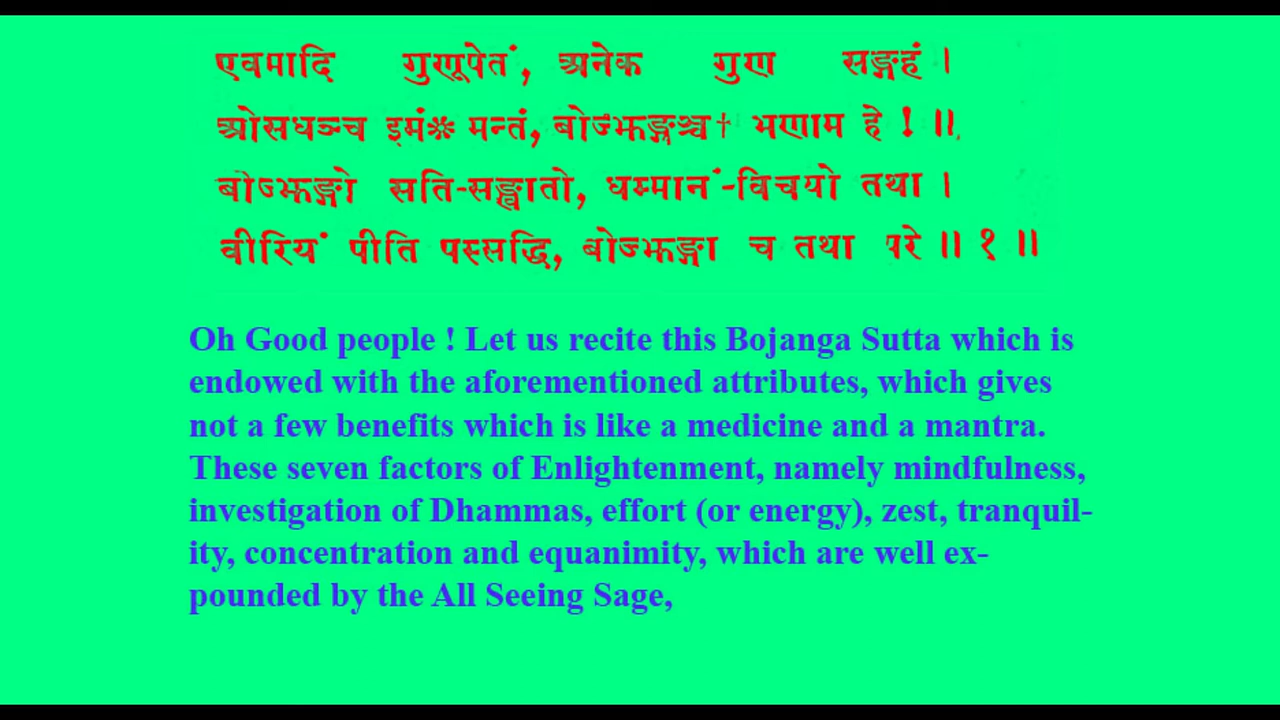 एवमादि गुणूपेतं, अनेक गुण सङ्गहं ।
ओसधञ्च इमं※ मन्तं, बोज्झङ्गञ्च† भणाम हे ! ॥
बोज्झङ्गो सति-सङ्खातो, धम्मानं-विचयो तथा ।
वीरियं पीति पस्सद्धि, बोज्झङ्गा च तथा परे ॥ १ ॥
Oh Good people ! Let us recite this Bojanga Sutta which is
endowed with the aforementioned attributes, which gives
not a few benefits which is like a medicine and a mantra.
These seven factors of Enlightenment, namely mindfulness,
investigation of Dhammas, effort (or energy), zest, tranquil-
ity, concentration and equanimity, which are well ex-
pounded by the All Seeing Sage,